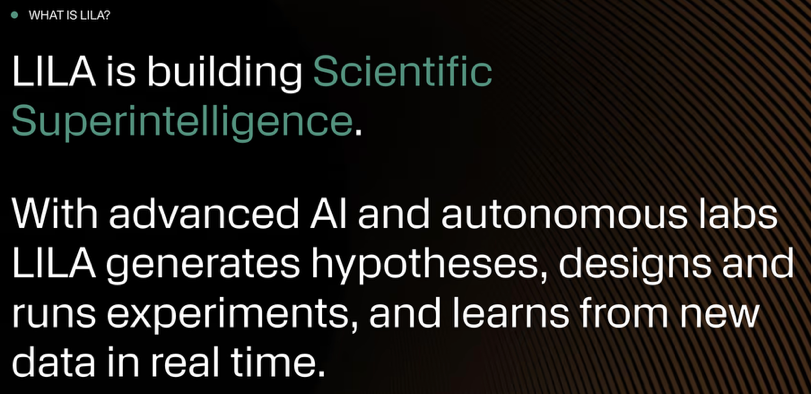 WHAT IS LILA?
LILA is building Scientific
Superintelligence.
With advanced AI and autonomous labs
LILA generates hypotheses, designs and
runs experiments, and learns from new
data in real time.